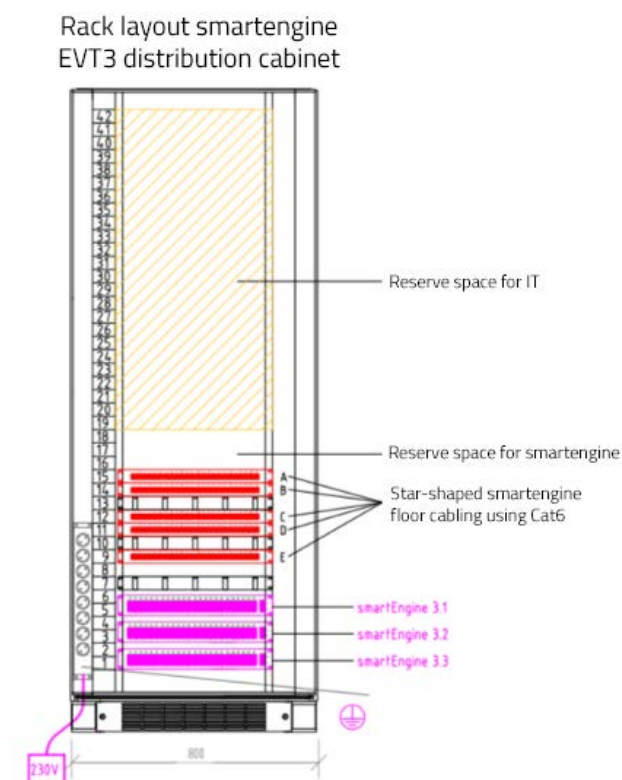 Rack layout smartengine
EVT3 distribution cabinet
42
41
40
39
38
37
36
35
34
33
32
31
30
29
28
27
26
25
24
23
22
21
20
19
18
17
16
15
14
13
12
11
10
9
8
7
6
5
4
3
2
1
Reserve space for IT
Reserve space for smartengine
A
B
C
D
E
Star-shaped smartengine
floor cabling using Cat6
smartEngine 3.1
smartEngine 3.2
smartEngine 3.3
800
230V